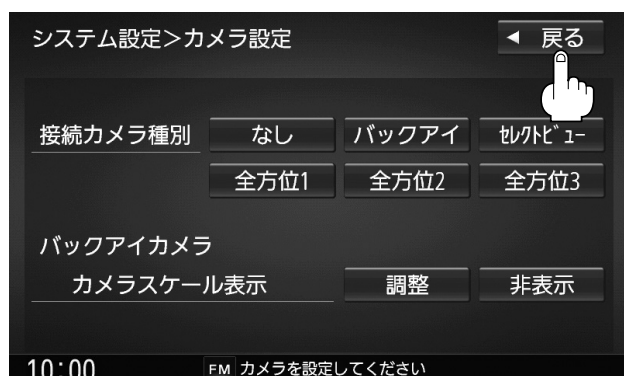 システム設定＞カメラ設定 ◀ 戻る
接続カメラ種別 なし バックアイ ｾﾚｸﾄﾋﾞｭｰ
全方位1 全方位2 全方位3
バックアイカメラ
カメラスケール表示 調整 非表示
10:00 FM カメラを設定してください